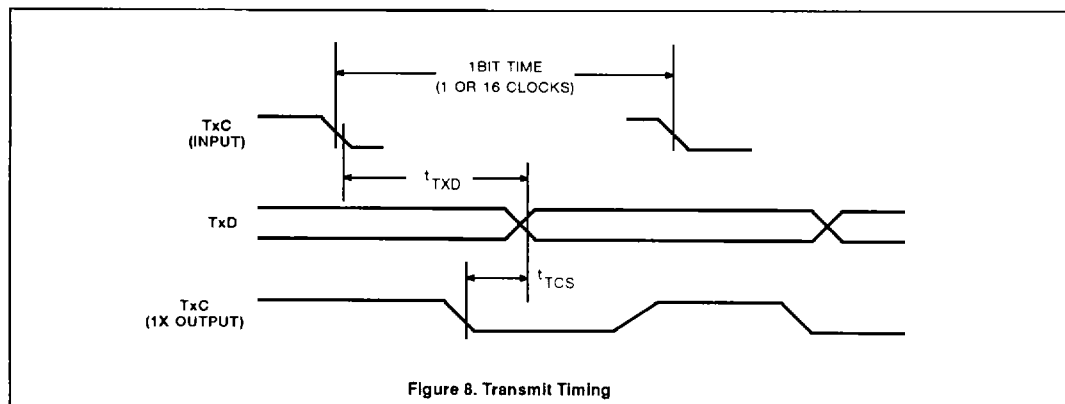 1BIT TIME
(1 OR 16 CLOCKS)
TxC
(INPUT)
tTXD
TxD
tTCS
TxC
(1X OUTPUT)
Figure 8. Transmit Timing